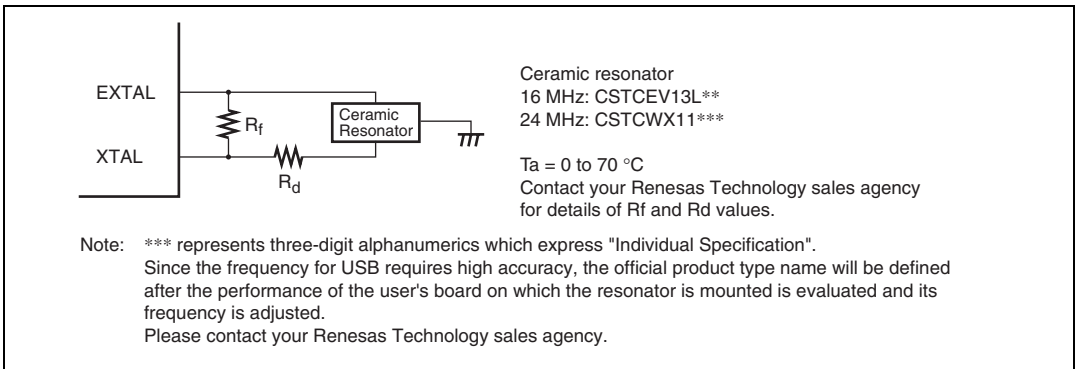 EXTAL
XTAL
Rf
Rd
Ceramic
Resonator
Ceramic resonator
16 MHz: CSTCEV13L**
24 MHz: CSTCWX11***
Ta = 0 to 70 °C
Contact your Renesas Technology sales agency
for details of Rf and Rd values.
Note: *** represents three-digit alphanumerics which express "Individual Specification".
Since the frequency for USB requires high accuracy, the official product type name will be defined
after the performance of the user's board on which the resonator is mounted is evaluated and its
frequency is adjusted.
Please contact your Renesas Technology sales agency.